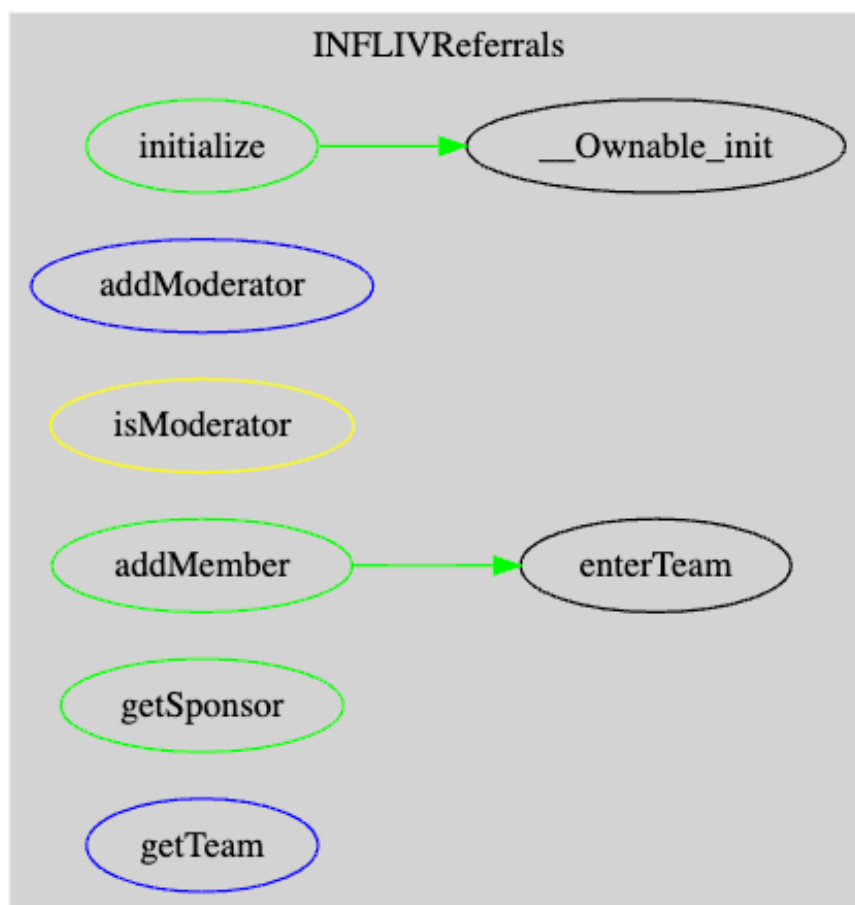 INFLIVReferrals
initialize
__Ownable_init
addModerator
isModerator
addMember
enterTeam
getSponsor
getTeam